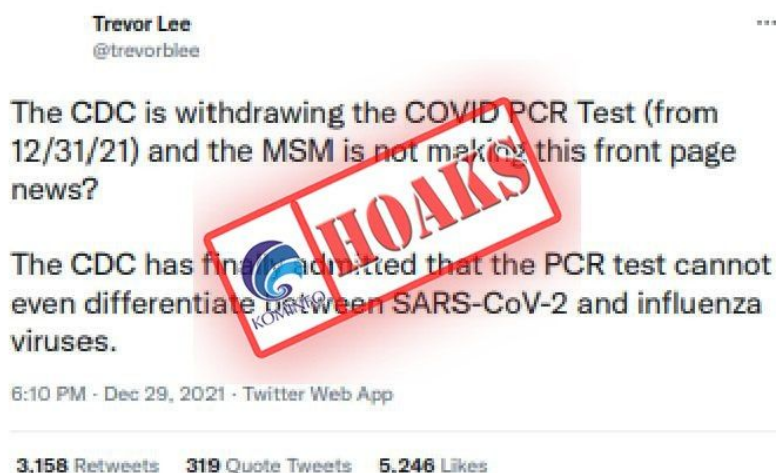 Trevor Lee
@trevorblee
The CDC is withdrawing the COVID PCR Test (from
12/31/21) and the MSM is not making this front page
news?
HOAKS
The CDC has finally admitted that the PCR test cannot
even differentiate between SARS-CoV-2 and influenza
viruses.
KOMINFO
6:10 PM · Dec 29, 2021 · Twitter Web App
3,158 Retweets 319 Quote Tweets 5,246 Likes